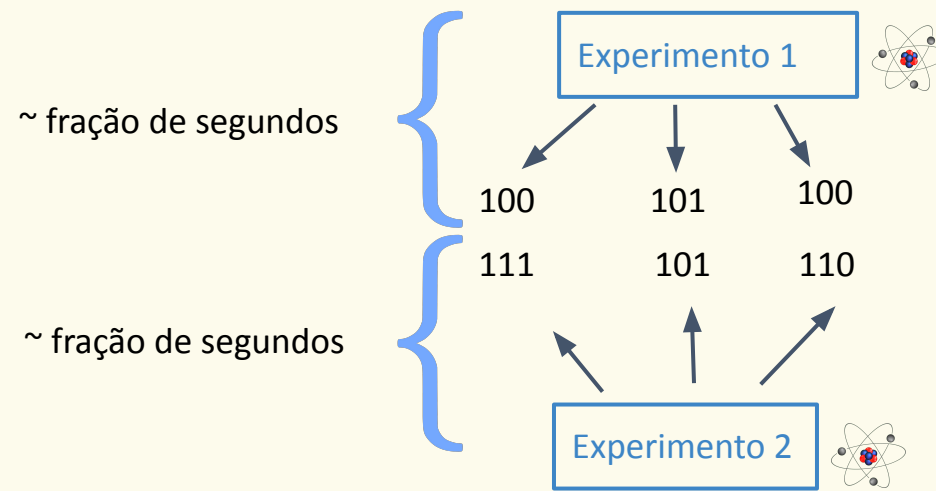 Experimento 1
~ fração de segundos
100 101 100
111 101 110
~ fração de segundos
Experimento 2